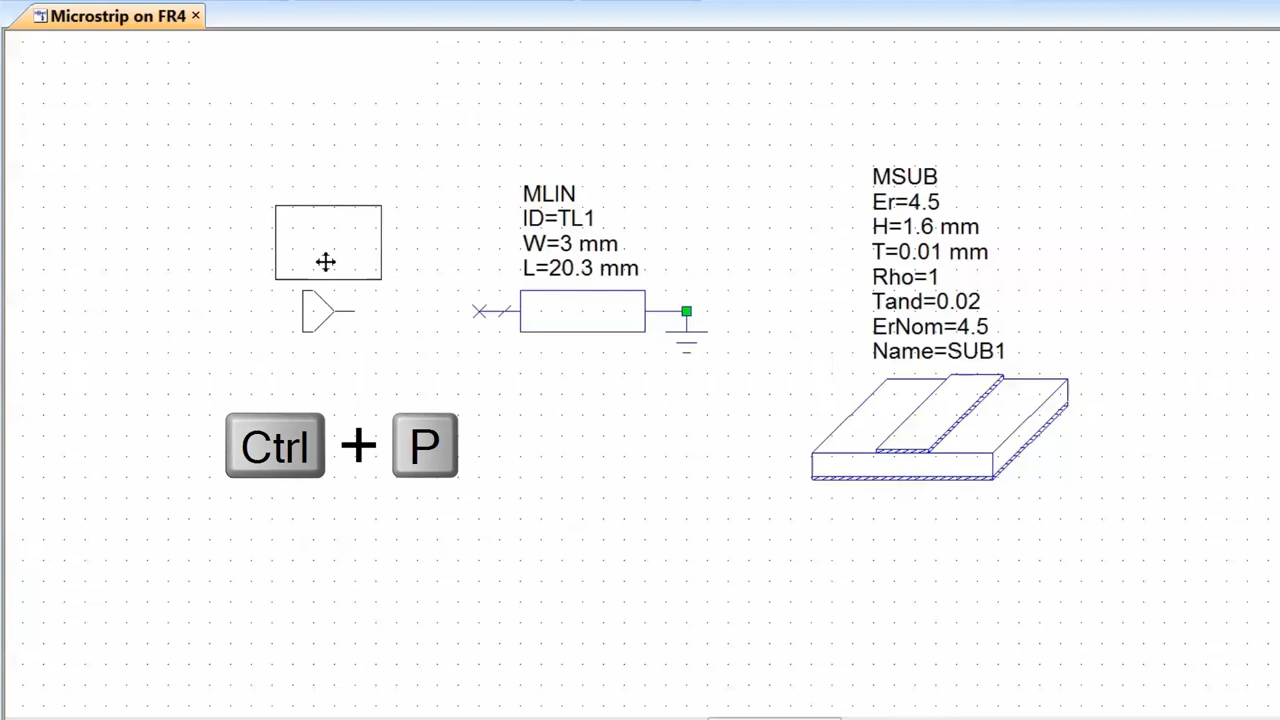 Microstrip on FR4
MLIN
ID=TL1
W=3 mm
L=20.3 mm
MSUB
Er=4.5
H=1.6 mm
T=0.01 mm
Rho=1
Tand=0.02
ErNom=4.5
Name=SUB1
Ctrl + P